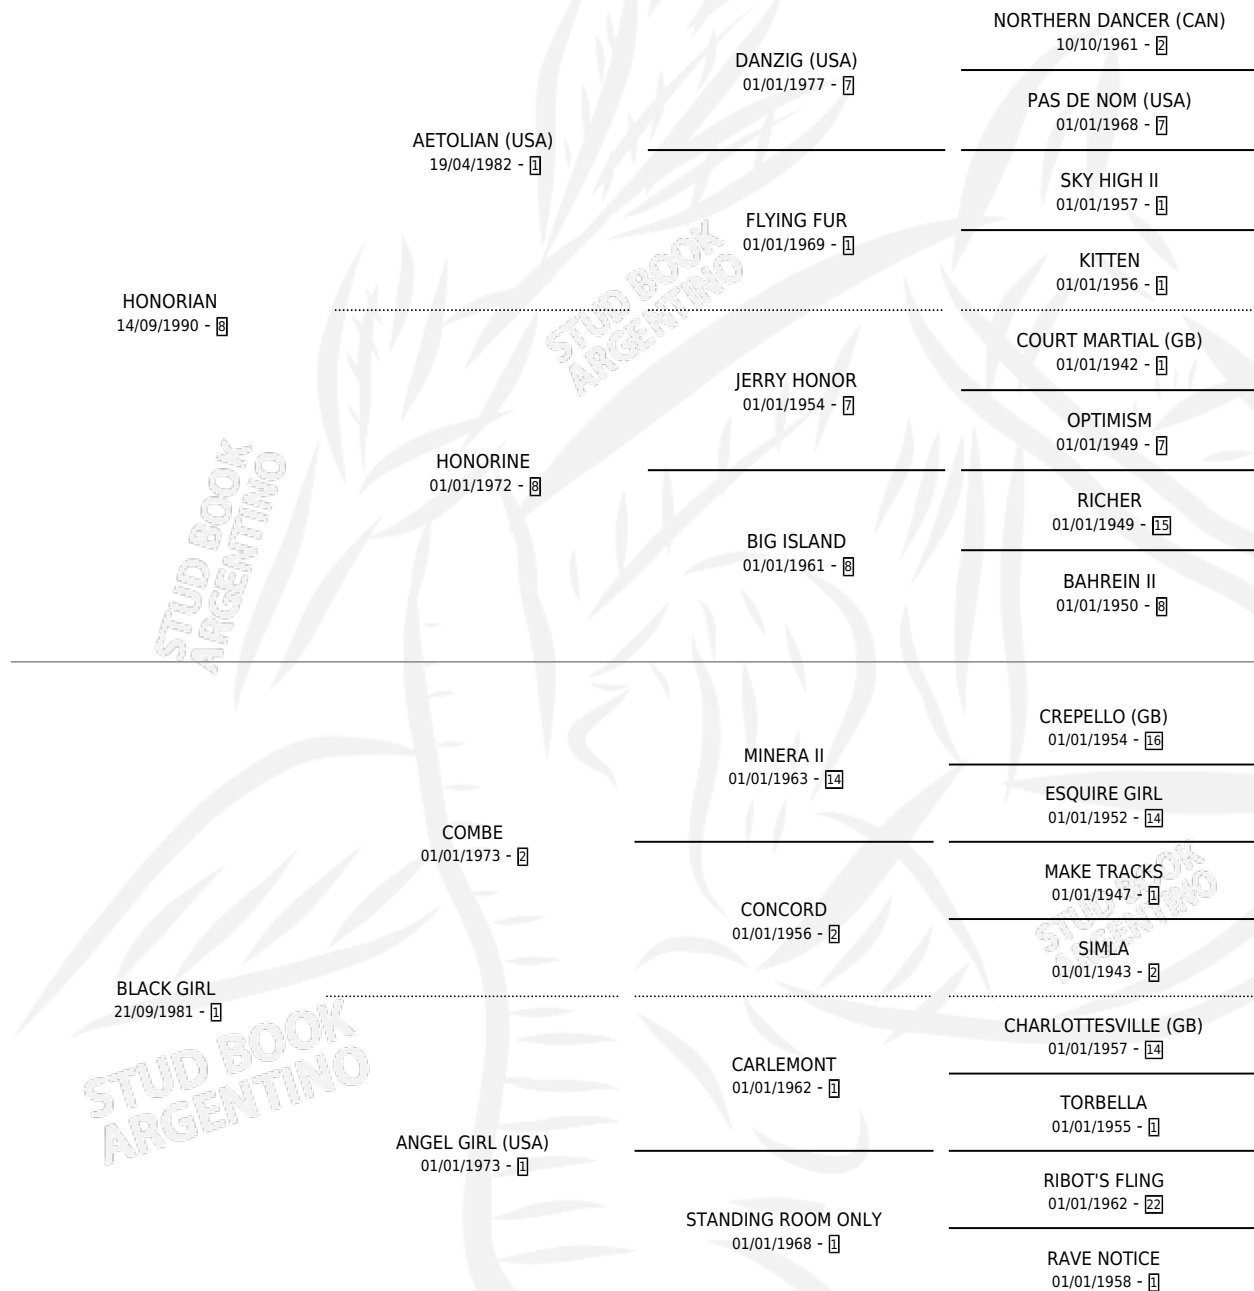 NORTHERN DANCER (CAN)
10/10/1961 - 2
DANZIG (USA)
01/01/1977 - 7
PAS DE NOM (USA)
01/01/1968 - 7
AETOLIAN (USA)
19/04/1982 - 1
SKY HIGH II
01/01/1957 - 1
FLYING FUR
01/01/1969 - 1
KITTEN
01/01/1956 - 1
HONORIAN
14/09/1990 - 8
COURT MARTIAL (GB)
01/01/1942 - 1
JERRY HONOR
01/01/1954 - 7
OPTIMISM
01/01/1949 - 7
HONORINE
01/01/1972 - 8
RICHER
01/01/1949 - 15
BIG ISLAND
01/01/1961 - 8
BAHREIN II
01/01/1950 - 8
CREPELLO (GB)
01/01/1954 - 16
MINERA II
01/01/1963 - 14
ESQUIRE GIRL
01/01/1952 - 14
COMBE
01/01/1973 - 2
MAKE TRACKS
01/01/1947 - 1
CONCORD
01/01/1956 - 2
SIMLA
01/01/1943 - 2
BLACK GIRL
21/09/1981 - 1
CHARLOTTESVILLE (GB)
01/01/1957 - 14
CARLEMONT
01/01/1962 - 1
TORBELLA
01/01/1955 - 1
ANGEL GIRL (USA)
01/01/1973 - 1
RIBOT'S FLING
01/01/1962 - 22
STANDING ROOM ONLY
01/01/1968 - 1
RAVE NOTICE
01/01/1958 - 1
STUD BOOK
ARGENTINO
STUD BOOK
ARGENTINO
STUD BOOK
ARGENTINO
STUD BOOK
ARGENTINO